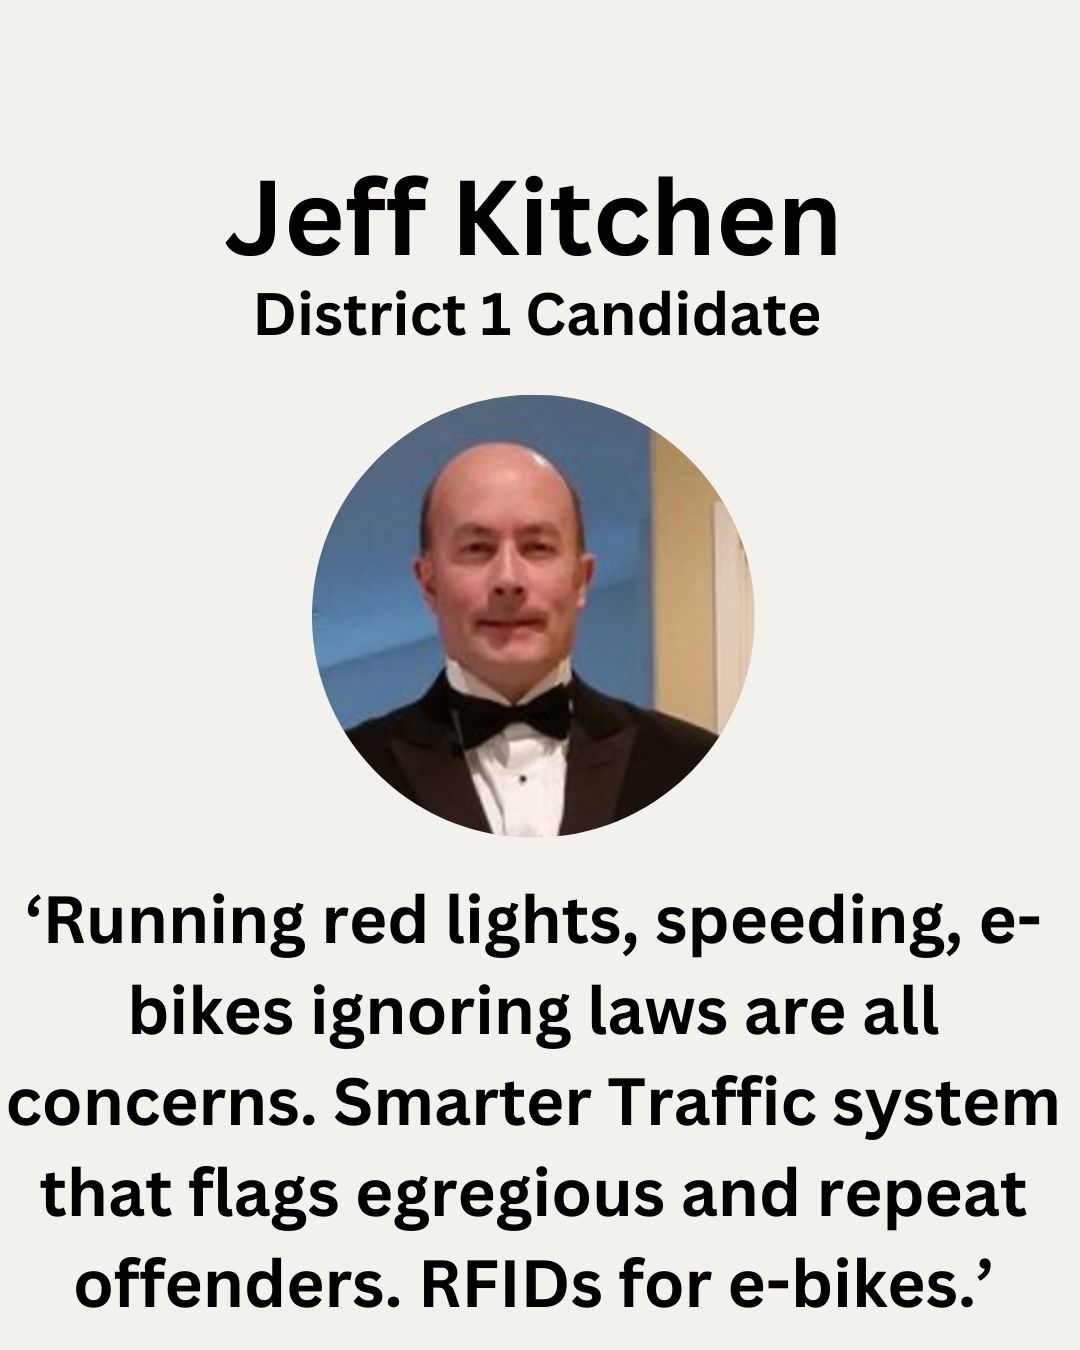 Jeff Kitchen
District 1 Candidate
‘Running red lights, speeding, e-
bikes ignoring laws are all
concerns. Smarter Traffic system
that flags egregious and repeat
offenders. RFIDs for e-bikes.’